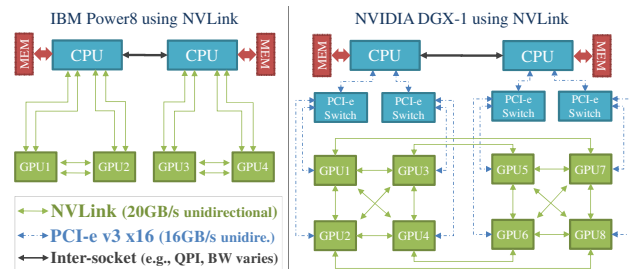 IBM Power8 using NVLink
MEM
CPU
CPU
MEM
GPU1
GPU2
GPU3
GPU4
NVLink (20GB/s unidirectional)
PCI-e v3 x16 (16GB/s unidire.)
Inter-socket (e.g., QPI, BW varies)
NVIDIA DGX-1 using NVLink
MEM
CPU
CPU
MEM
PCI-e
Switch
PCI-e
Switch
PCI-e
Switch
PCI-e
Switch
GPU1
GPU3
GPU5
GPU7
GPU2
GPU4
GPU6
GPU8